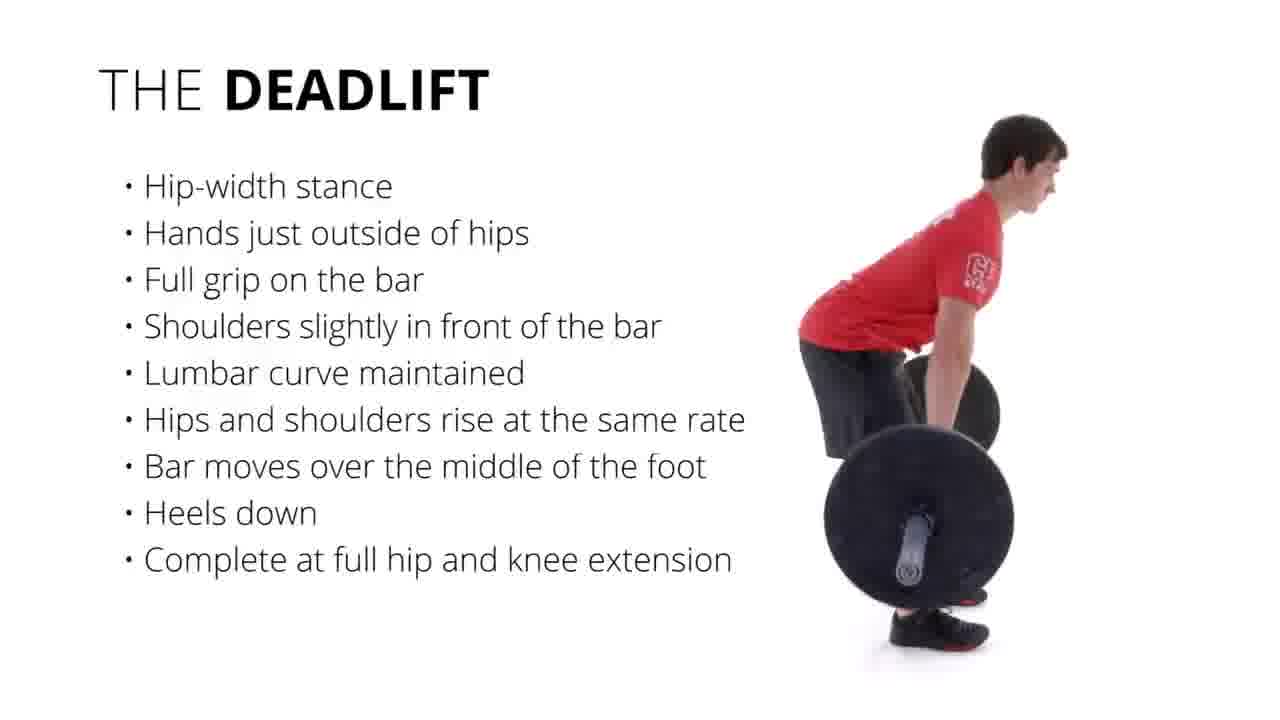 THE DEADLIFT
• Hip-width stance
• Hands just outside of hips
• Full grip on the bar
• Shoulders slightly in front of the bar
• Lumbar curve maintained
• Hips and shoulders rise at the same rate
• Bar moves over the middle of the foot
• Heels down
• Complete at full hip and knee extension